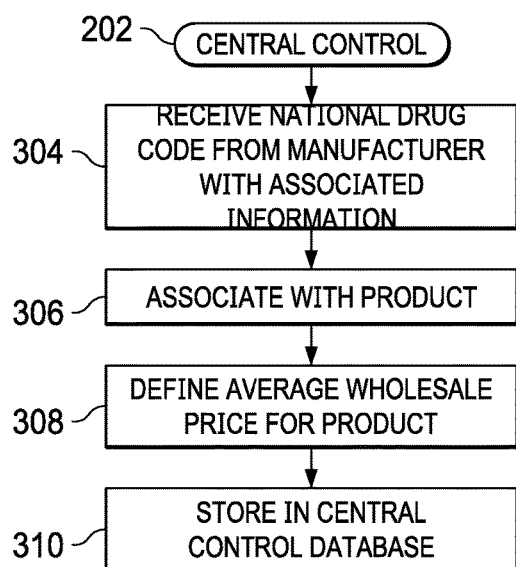 202
CENTRAL CONTROL
304
RECEIVE NATIONAL DRUG
CODE FROM MANUFACTURER
WITH ASSOCIATED
INFORMATION
306
ASSOCIATE WITH PRODUCT
308
DEFINE AVERAGE WHOLESALE
PRICE FOR PRODUCT
310
STORE IN CENTRAL
CONTROL DATABASE